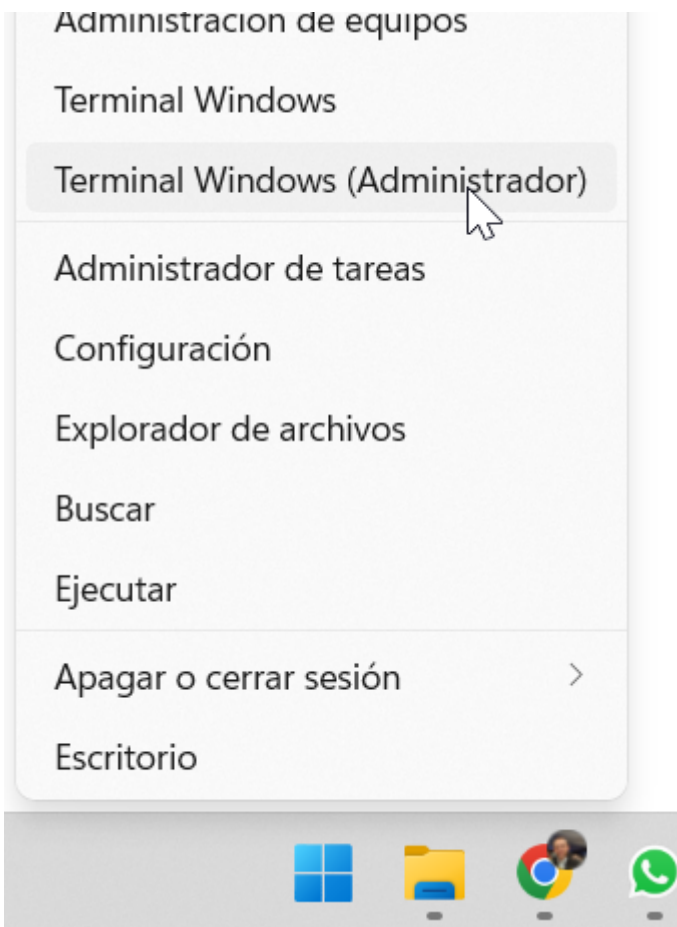 Administración de equipos
Terminal Windows
Terminal Windows (Administrador)
Administrador de tareas
Configuración
Explorador de archivos
Buscar
Ejecutar
Apagar o cerrar sesión
Escritorio